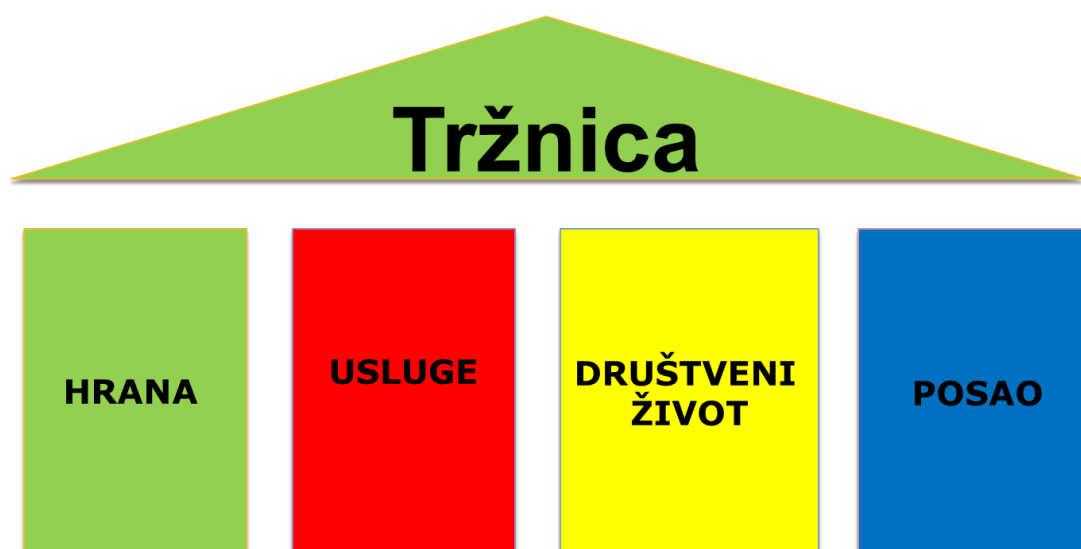 Tržnica
HRANA
USLUGE
DRUŠTVENI
ŽIVOT
POSAO